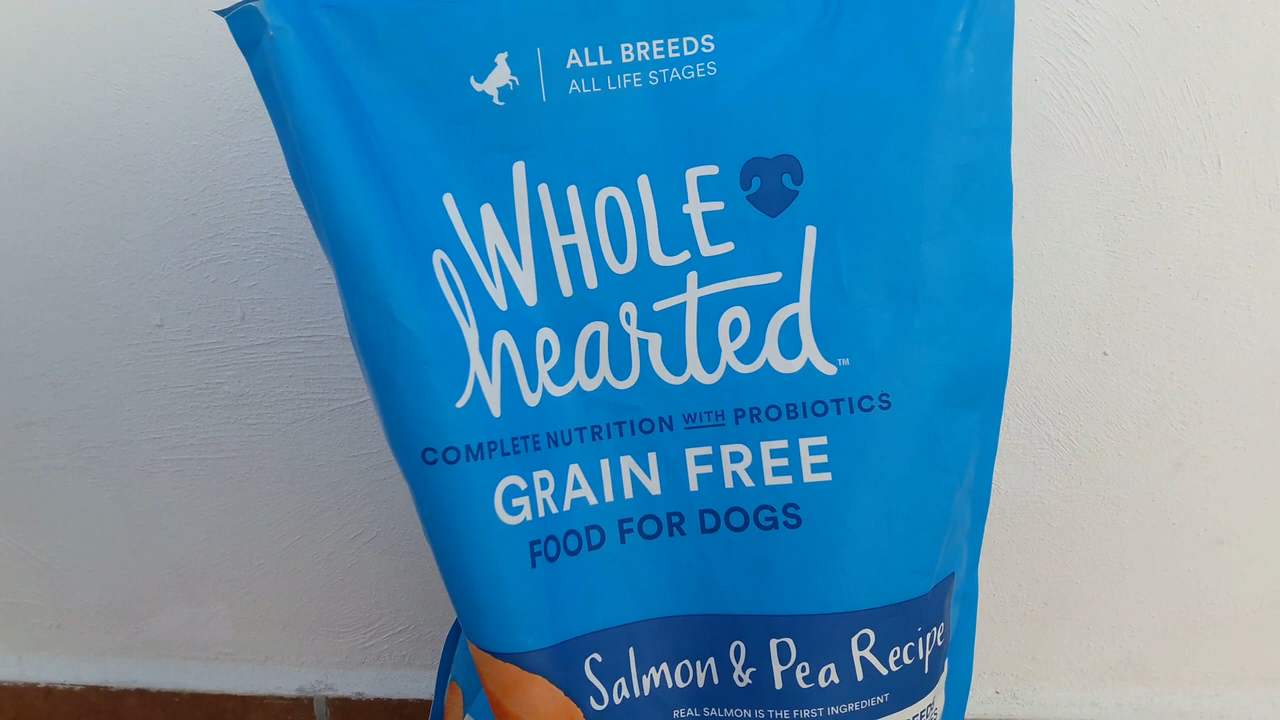 ALL BREEDS
ALL LIFE STAGES
WHOLE
hearted™
COMPLETE NUTRITION WITH PROBIOTICS
GRAIN FREE
FOOD FOR DOGS
Salmon & Pea Recipe
REAL SALMON IS THE FIRST INGREDIENT